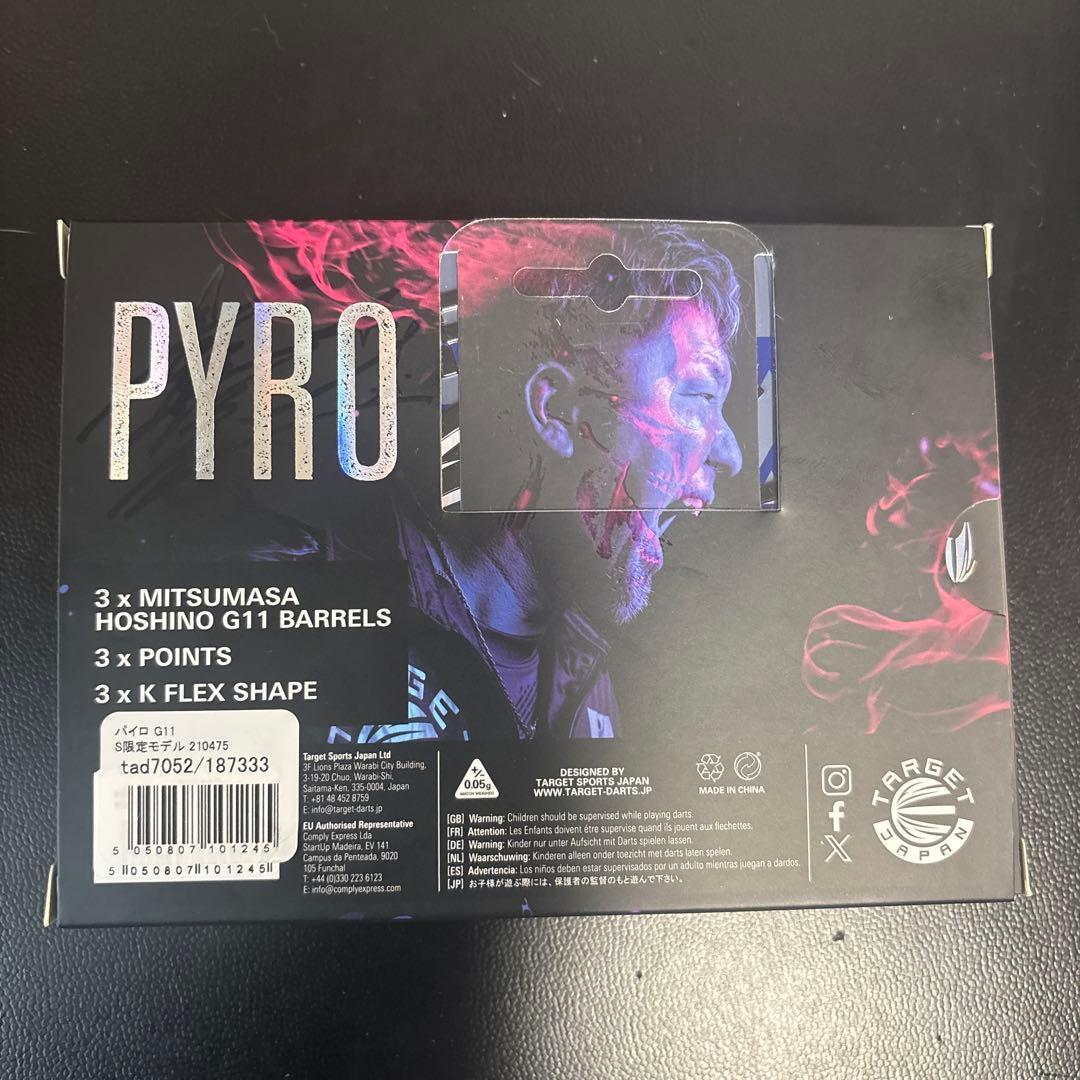 PYRO
3 x MITSUMASA
HOSHINO G11 BARRELS
3 x POINTS
3 x K FLEX SHAPE
パイロ G11
S限定モデル 210475
tad7052/187333
5 050807 101245
5 050807 101245
Target Sports Japan Ltd
3F Lions Plaza Warabi City Building,
3-19-20 Chuo, Warabi-Shi,
Saitama-Ken, 335-0004, Japan
T: +81 48 452 8759
E: info@target-darts.jp
EU Authorised Representative
Comply Express Lda
StartUp Madeira, EV 141
Campus da Penteada, 9020
105 Funchal
T: +44 (0)330 223 6123
E: info@complyexpress.com
+/-
0.05g
MATCH WEIGHED
DESIGNED BY
TARGET SPORTS JAPAN
WWW.TARGET-DARTS.JP
MADE IN CHINA
[GB] Warning: Children should be supervised while playing darts.
[FR] Attention: Les Enfants doivent être supervise quand ils jouent aux flechettes.
[DE] Warning: Kinder nur unter Aufsicht mit Darts spielen lassen.
[NL] Waarschuwing: Kinderen alleen onder toezicht met darts laten spelen.
[ES] Advertencia: Los niños deben estar supervisados por un adulto mientras juegan a dardos.
[JP] お子様が遊ぶ際には、保護者の監督のもと遊んで下さい。
TARGET
JAPAN